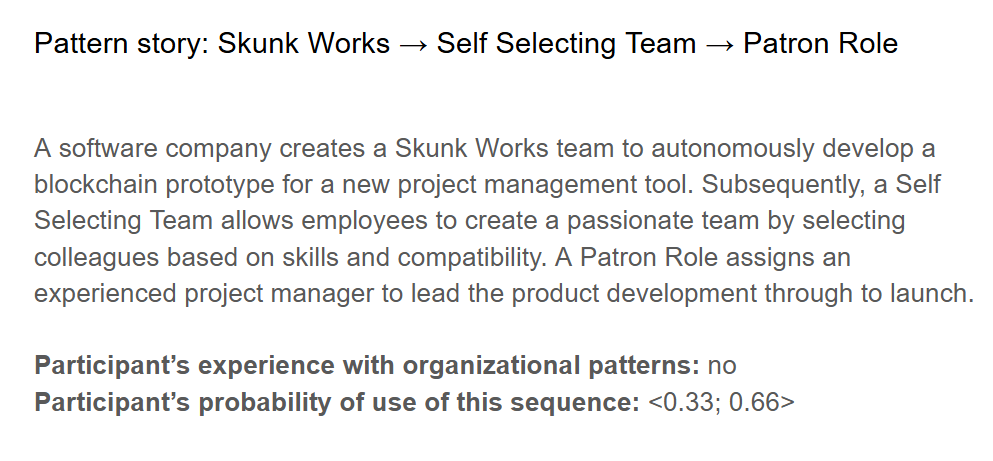 Pattern story: Skunk Works → Self Selecting Team → Patron Role
A software company creates a Skunk Works team to autonomously develop a
blockchain prototype for a new project management tool. Subsequently, a Self
Selecting Team allows employees to create a passionate team by selecting
colleagues based on skills and compatibility. A Patron Role assigns an
experienced project manager to lead the product development through to launch.
Participant’s experience with organizational patterns: no
Participant’s probability of use of this sequence: <0.33; 0.66>